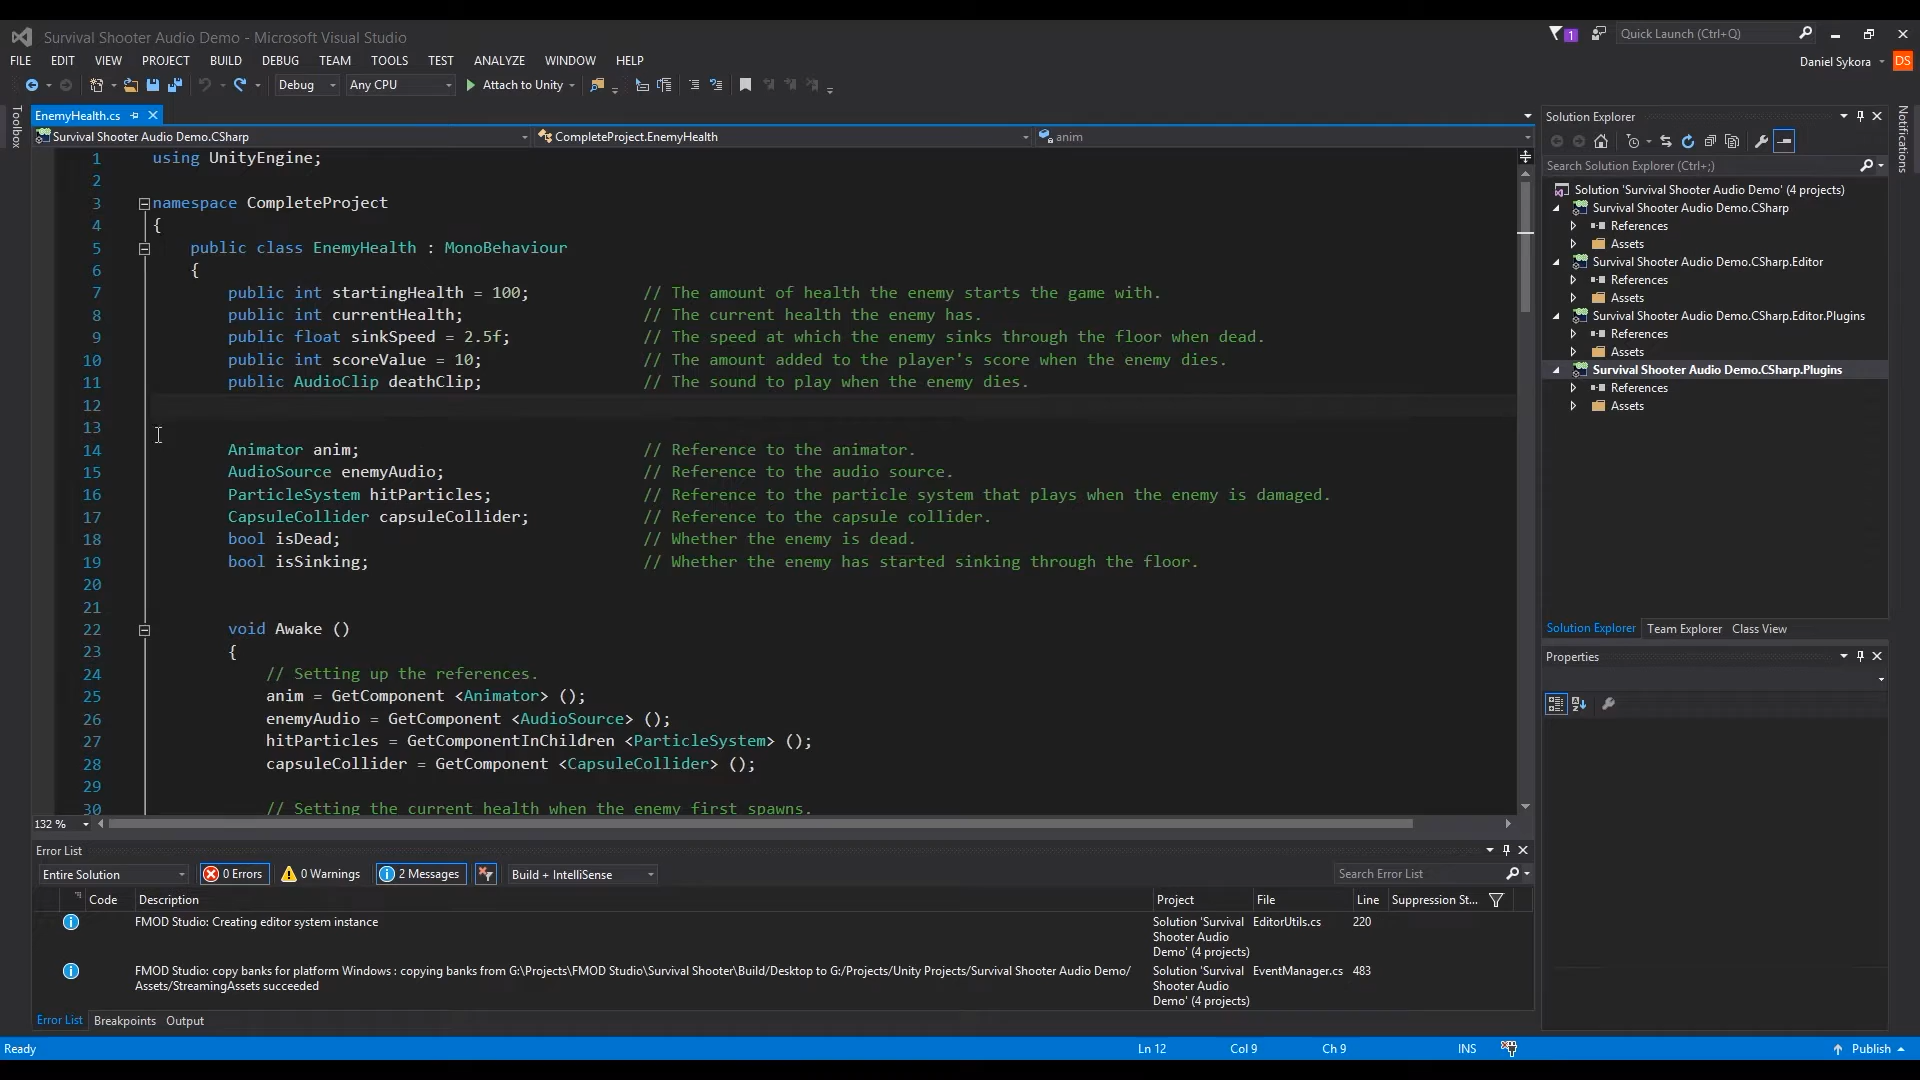 Survival Shooter Audio Demo - Microsoft Visual Studio
1
Quick Launch (Ctrl+Q)
FILE EDIT VIEW PROJECT BUILD DEBUG TEAM TOOLS TEST ANALYZE WINDOW HELP
Daniel Sykora DS
Debug Any CPU Attach to Unity
Toolbox
EnemyHealth.cs
Survival Shooter Audio Demo.CSharp CompleteProject.EnemyHealth anim
1 using UnityEngine;
2
3 namespace CompleteProject
4 {
5 public class EnemyHealth : MonoBehaviour
6 {
7 public int startingHealth = 100; // The amount of health the enemy starts the game with.
8 public int currentHealth; // The current health the enemy has.
9 public float sinkSpeed = 2.5f; // The speed at which the enemy sinks through the floor when dead.
10 public int scoreValue = 10; // The amount added to the player's score when the enemy dies.
11 public AudioClip deathClip; // The sound to play when the enemy dies.
12
13
14 Animator anim; // Reference to the animator.
15 AudioSource enemyAudio; // Reference to the audio source.
16 ParticleSystem hitParticles; // Reference to the particle system that plays when the enemy is damaged.
17 CapsuleCollider capsuleCollider; // Reference to the capsule collider.
18 bool isDead; // Whether the enemy is dead.
19 bool isSinking; // Whether the enemy has started sinking through the floor.
20
21
22 void Awake ()
23 {
24 // Setting up the references.
25 anim = GetComponent <Animator> ();
26 enemyAudio = GetComponent <AudioSource> ();
27 hitParticles = GetComponentInChildren <ParticleSystem> ();
28 capsuleCollider = GetComponent <CapsuleCollider> ();
29
30 // Setting the current health when the enemy first spawns.
132 %
Solution Explorer
Search Solution Explorer (Ctrl+;)
Solution 'Survival Shooter Audio Demo' (4 projects)
Survival Shooter Audio Demo.CSharp
References
Assets
Survival Shooter Audio Demo.CSharp.Editor
References
Assets
Survival Shooter Audio Demo.CSharp.Editor.Plugins
References
Assets
Survival Shooter Audio Demo.CSharp.Plugins
References
Assets
Solution Explorer Team Explorer Class View
Properties
Notifications
Error List
Entire Solution 0 Errors 0 Warnings 2 Messages Build + IntelliSense Search Error List
Code Description Project File Line Suppression St...
FMOD Studio: Creating editor system instance Solution 'Survival EditorUtils.cs 220
Shooter Audio
Demo' (4 projects)
FMOD Studio: copy banks for platform Windows : copying banks from G:\Projects\FMOD Studio\Survival Shooter\Build/Desktop to G:/Projects/Unity Projects/Survival Shooter Audio Demo/ Solution 'Survival EventManager.cs 483
Assets/StreamingAssets succeeded Shooter Audio
Demo' (4 projects)
Error List Breakpoints Output
Ready Ln 12 Col 9 Ch 9 INS Publish